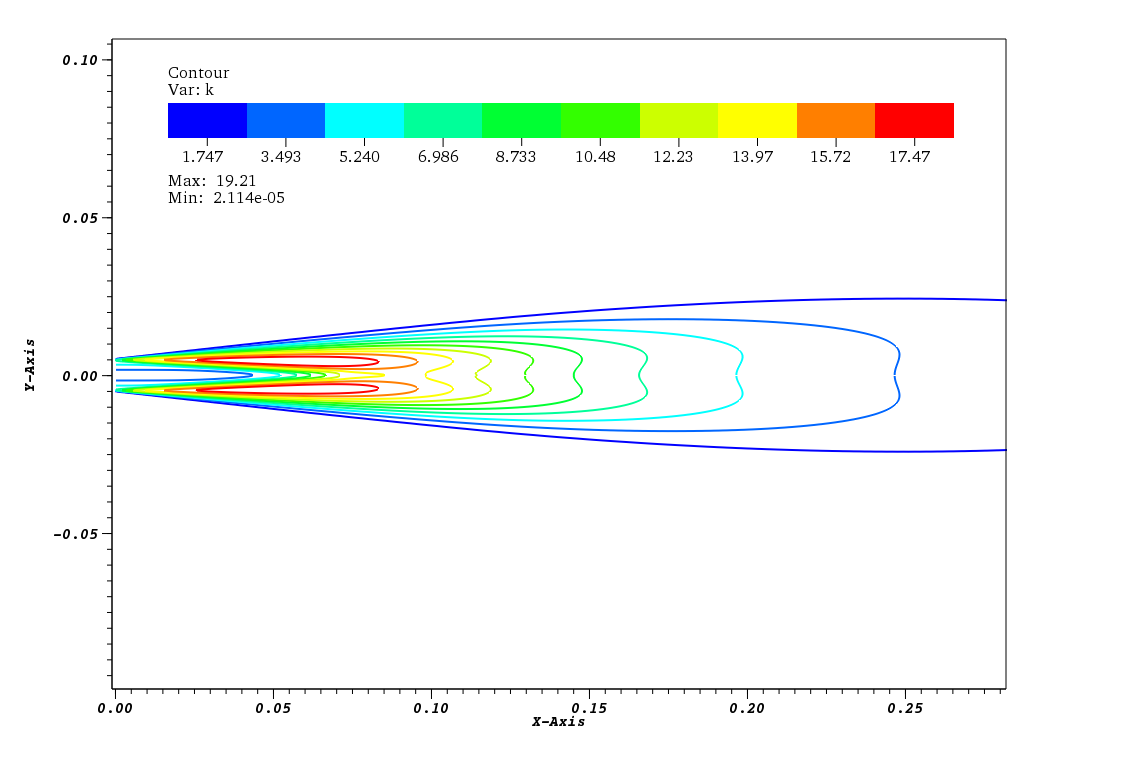 Contour
Var: k
1.747 3.493 5.240 6.986 8.733 10.48 12.23 13.97 15.72 17.47
Max: 19.21
Min: 2.114e-05
0.10
0.05
0.00
-0.05
Y-Axis
0.00 0.05 0.10 0.15 0.20 0.25
X-Axis